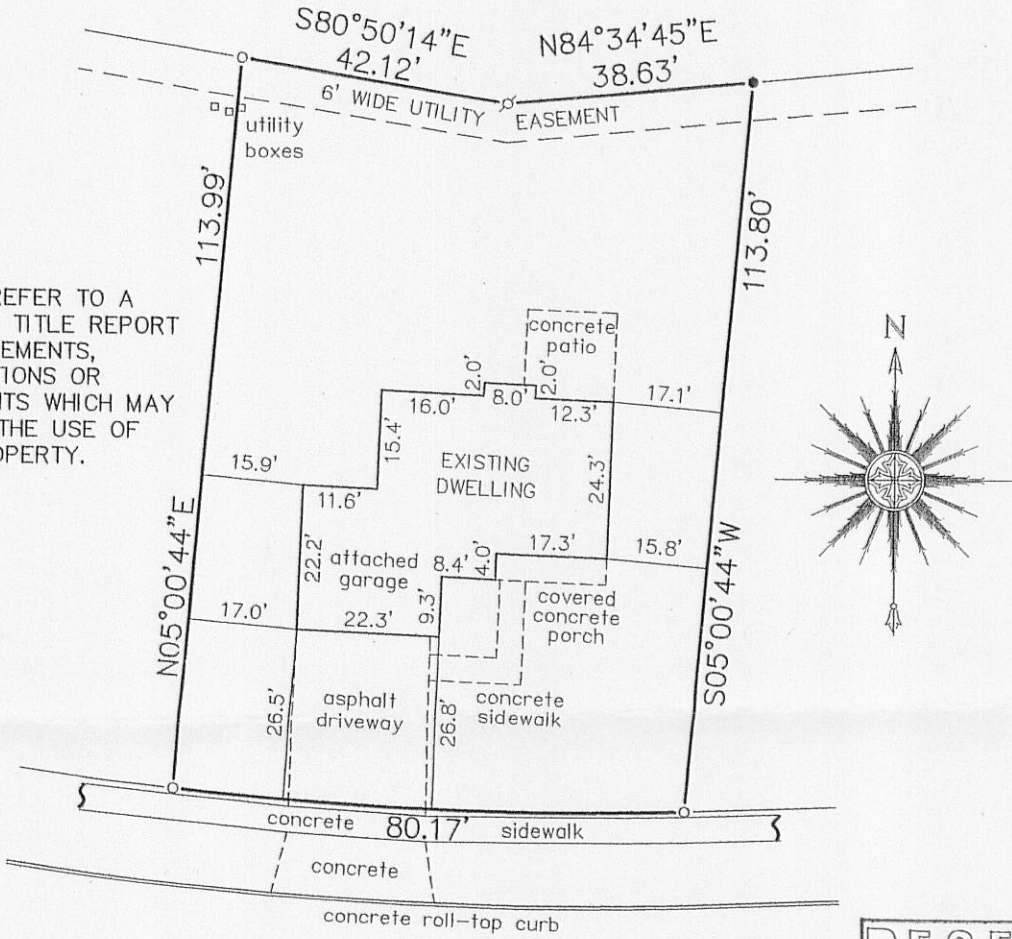 S80°50'14"E
42.12'
N84°34'45"E
38.63'
6' WIDE UTILITY EASEMENT
utility
boxes
113.99'
113.80'
REFER TO A
TITLE REPORT
EMENTS,
TIONS OR
NTS WHICH MAY
THE USE OF
OPERTY.
N
concrete
patio
2.0'
2.0'
16.0'
8.0'
12.3'
17.1'
15.4'
EXISTING
DWELLING
24.3'
15.9'
11.6'
22.2'
attached
garage
8.4'
4.0'
17.3'
15.8'
9.3'
covered
concrete
porch
17.0'
22.3'
N05°00'44"E
S05°00'44"W
26.5'
asphalt
driveway
26.8'
concrete
sidewalk
concrete 80.17' sidewalk
concrete
concrete roll-top curb